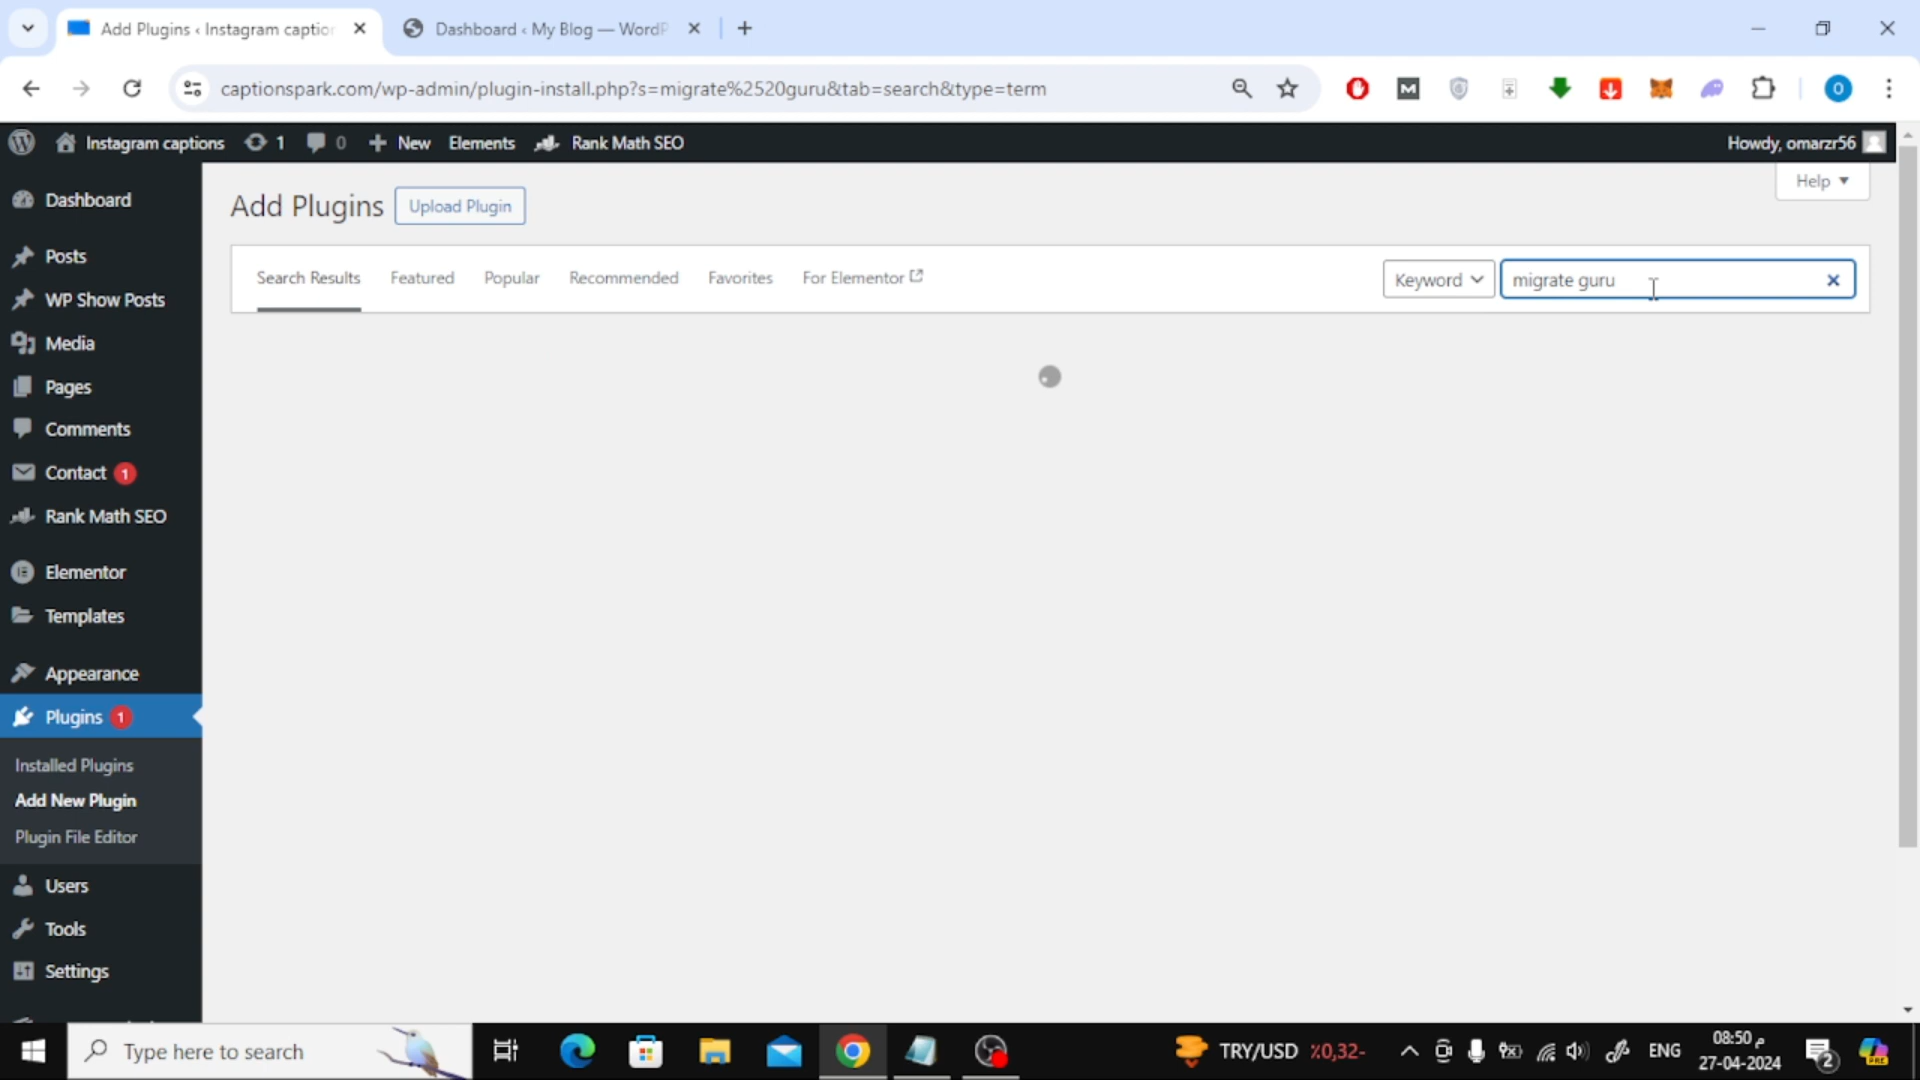 Add Plugins ‹ Instagram caption
Dashboard ‹ My Blog — WordP
captionspark.com/wp-admin/plugin-install.php?s=migrate%2520guru&tab=search&type=term
O
Instagram captions
1
0
New
Elements
Rank Math SEO
Howdy, omarzr56
Dashboard
Posts
WP Show Posts
Media
Pages
Comments
Contact 1
Rank Math SEO
Elementor
Templates
Appearance
Plugins 1
Installed Plugins
Add New Plugin
Plugin File Editor
Users
Tools
Settings
Help
Add Plugins
Upload Plugin
Search Results
Featured
Popular
Recommended
Favorites
For Elementor
Keyword
migrate guru
Type here to search
TRY/USD
٪0,32-
ENG
08:50 م
27-04-2024
2
PRE